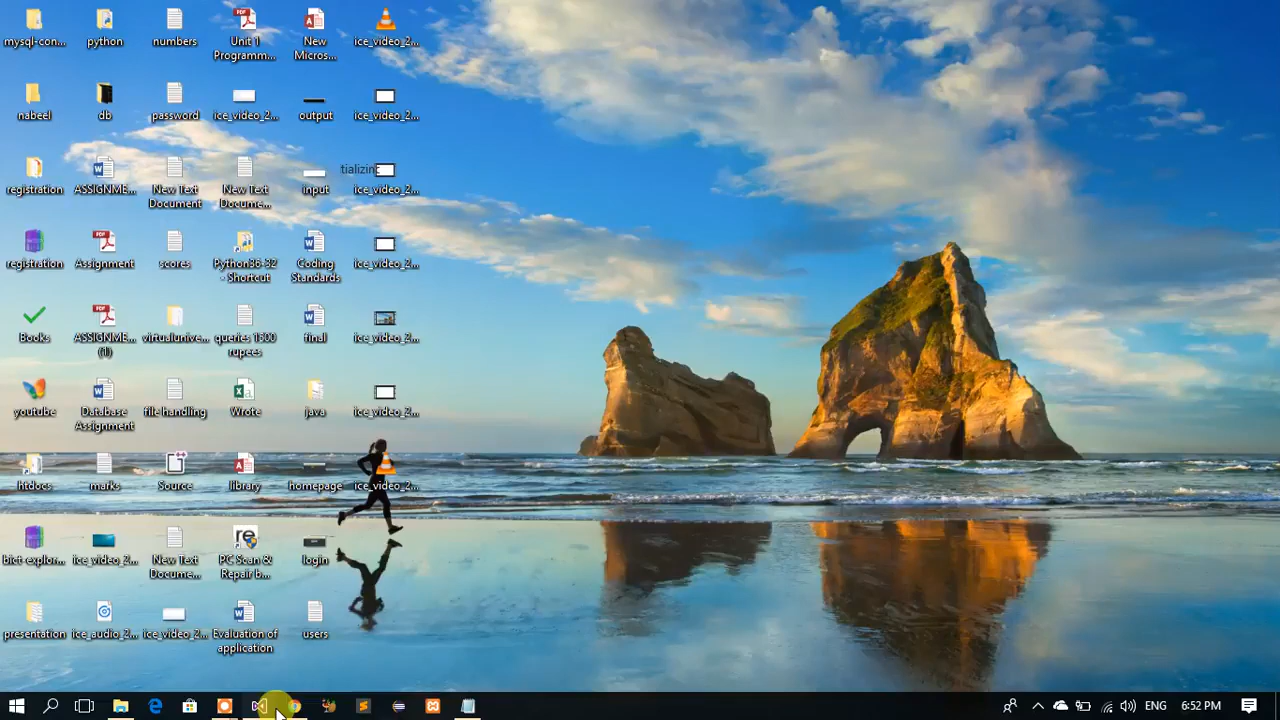 mysql-con...
python
numbers
Unit 1
Programm...
New
Micros...
ice_video_2...
nabeel
db
password
ice_video_2...
output
ice_video_2...
registration
ASSIGNME...
New Text
Document
New Text
Docume...
input
tializing
ice_video_2...
registration
Assignment
scores
Python36-32
- Shortcut
Coding
Standards
ice_video_2...
Books
ASSIGNME...
(1)
virtualunive...
queries 1500
rupees
final
ice_video_2...
youtube
Database
Assignment
file handling
Wrote
java
ice_video_2...
htdocs
marks
Source
library
homepage
ice_video_2...
bict-explor...
ice_video_2...
New Text
Docume...
PC Scan &
Repair b...
login
presentation
ice_audio_2...
ice_video_2...
Evaluation of
application
users
ENG
6:52 PM